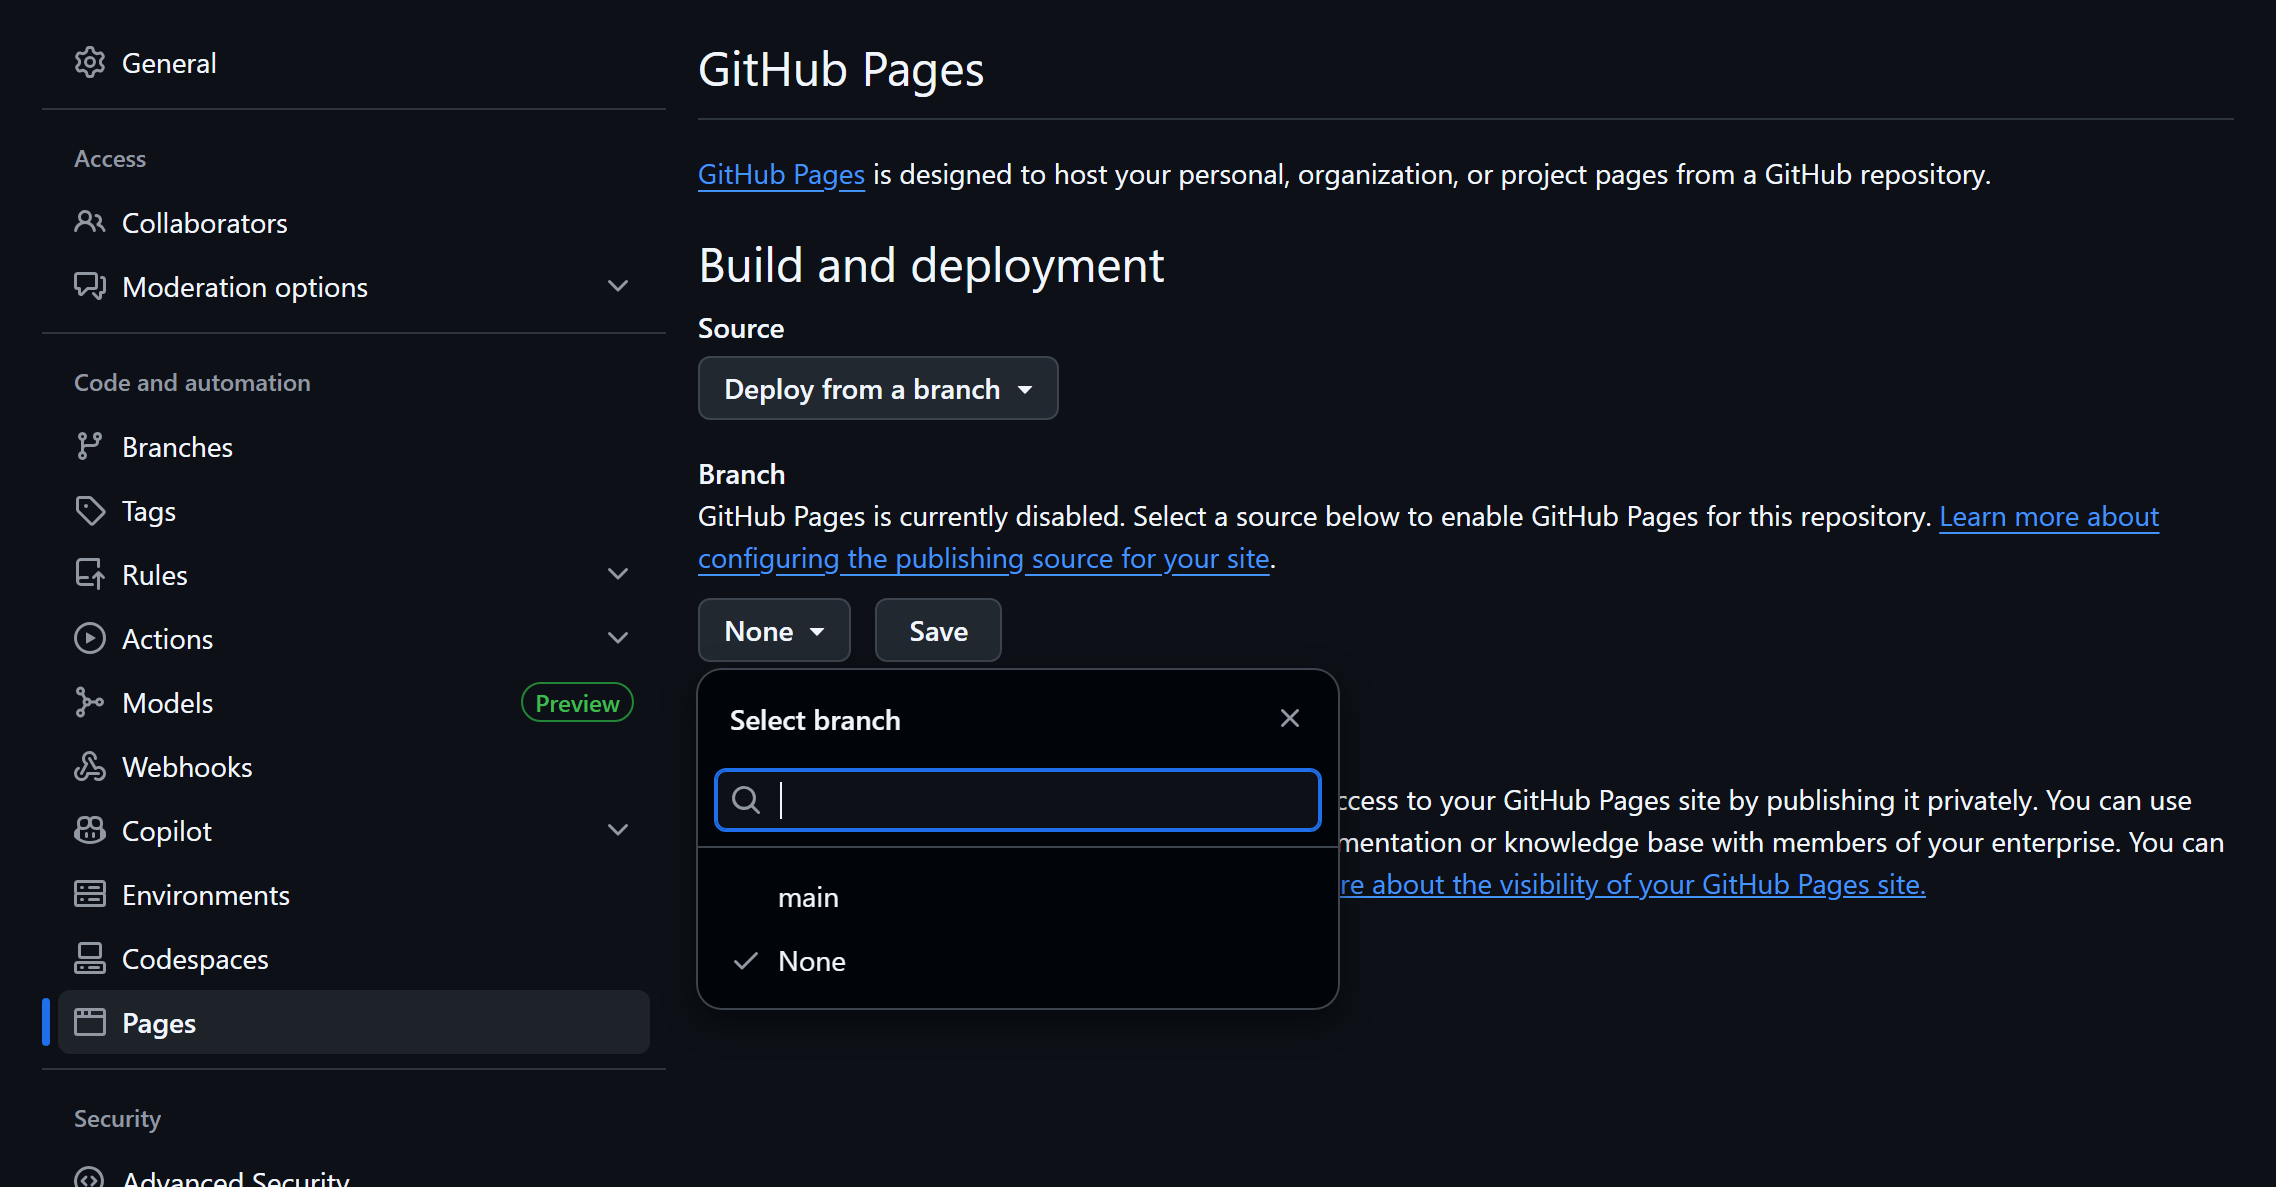 General
Access
Collaborators
Moderation options
Code and automation
Branches
Tags
Rules
Actions
Models
Preview
Webhooks
Copilot
Environments
Codespaces
Pages
Security
Advanced Security
GitHub Pages
GitHub Pages is designed to host your personal, organization, or project pages from a GitHub repository.
Build and deployment
Source
Deploy from a branch
Branch
GitHub Pages is currently disabled. Select a source below to enable GitHub Pages for this repository. Learn more about
configuring the publishing source for your site.
None
Save
Select branch
main
None
ccess to your GitHub Pages site by publishing it privately. You can use
mentation or knowledge base with members of your enterprise. You can
re about the visibility of your GitHub Pages site.